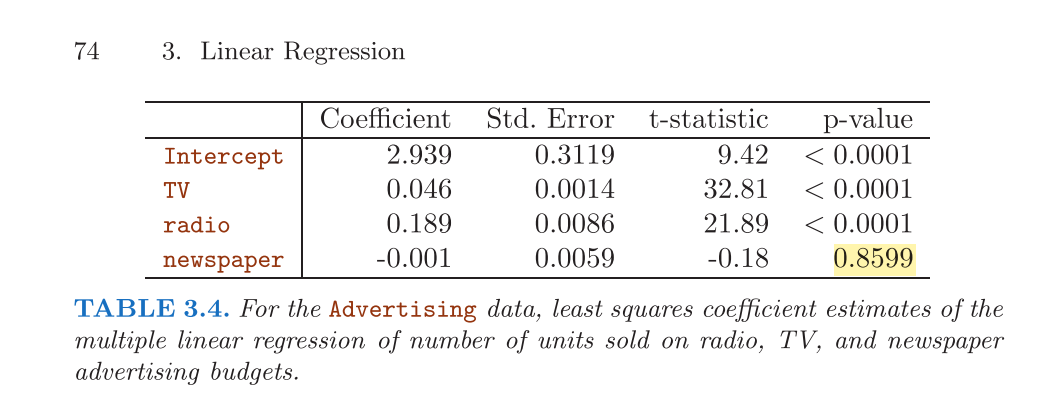 74 3. Linear Regression
Coefficient Std. Error t-statistic p-value
Intercept 2.939 0.3119 9.42 < 0.0001
TV 0.046 0.0014 32.81 < 0.0001
radio 0.189 0.0086 21.89 < 0.0001
newspaper -0.001 0.0059 -0.18 0.8599
TABLE 3.4. For the Advertising data, least squares coefficient estimates of the
multiple linear regression of number of units sold on radio, TV, and newspaper
advertising budgets.